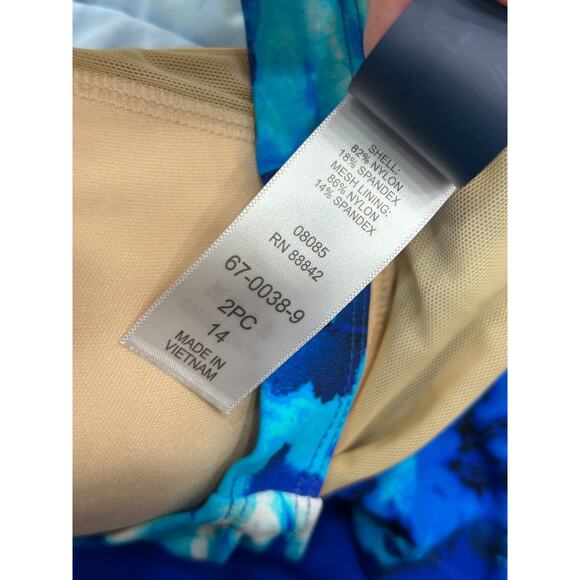 SHELL:
82% NYLON
18% SPANDEX
MESH LINING:
86% NYLON
14% SPANDEX
08085
RN 88842
67-0038-9
2PC
14
MADE IN
VIETNAM